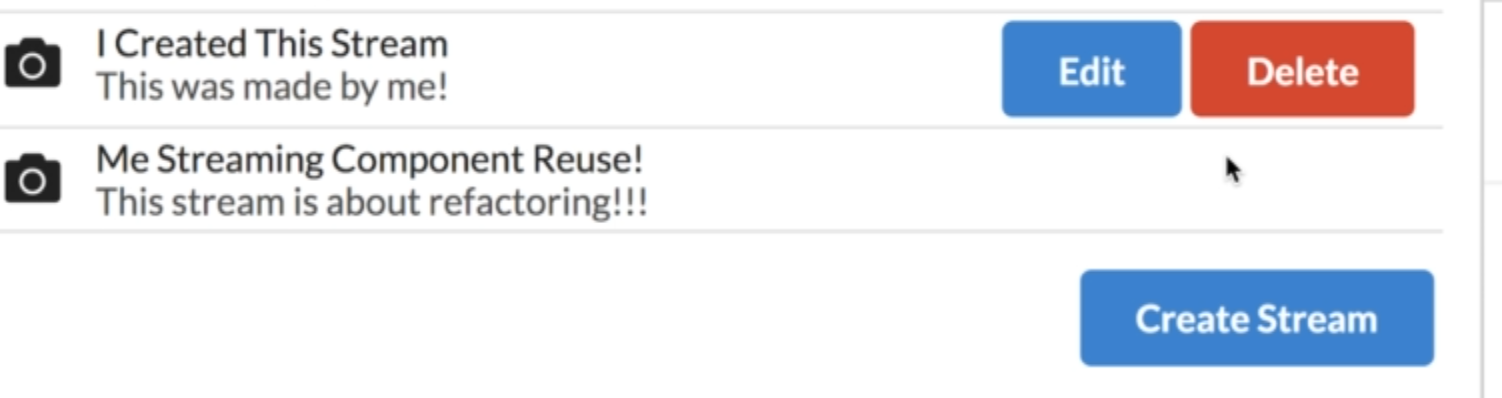 I Created This Stream
This was made by me!
Edit
Delete
Me Streaming Component Reuse!
This stream is about refactoring!!!
Create Stream